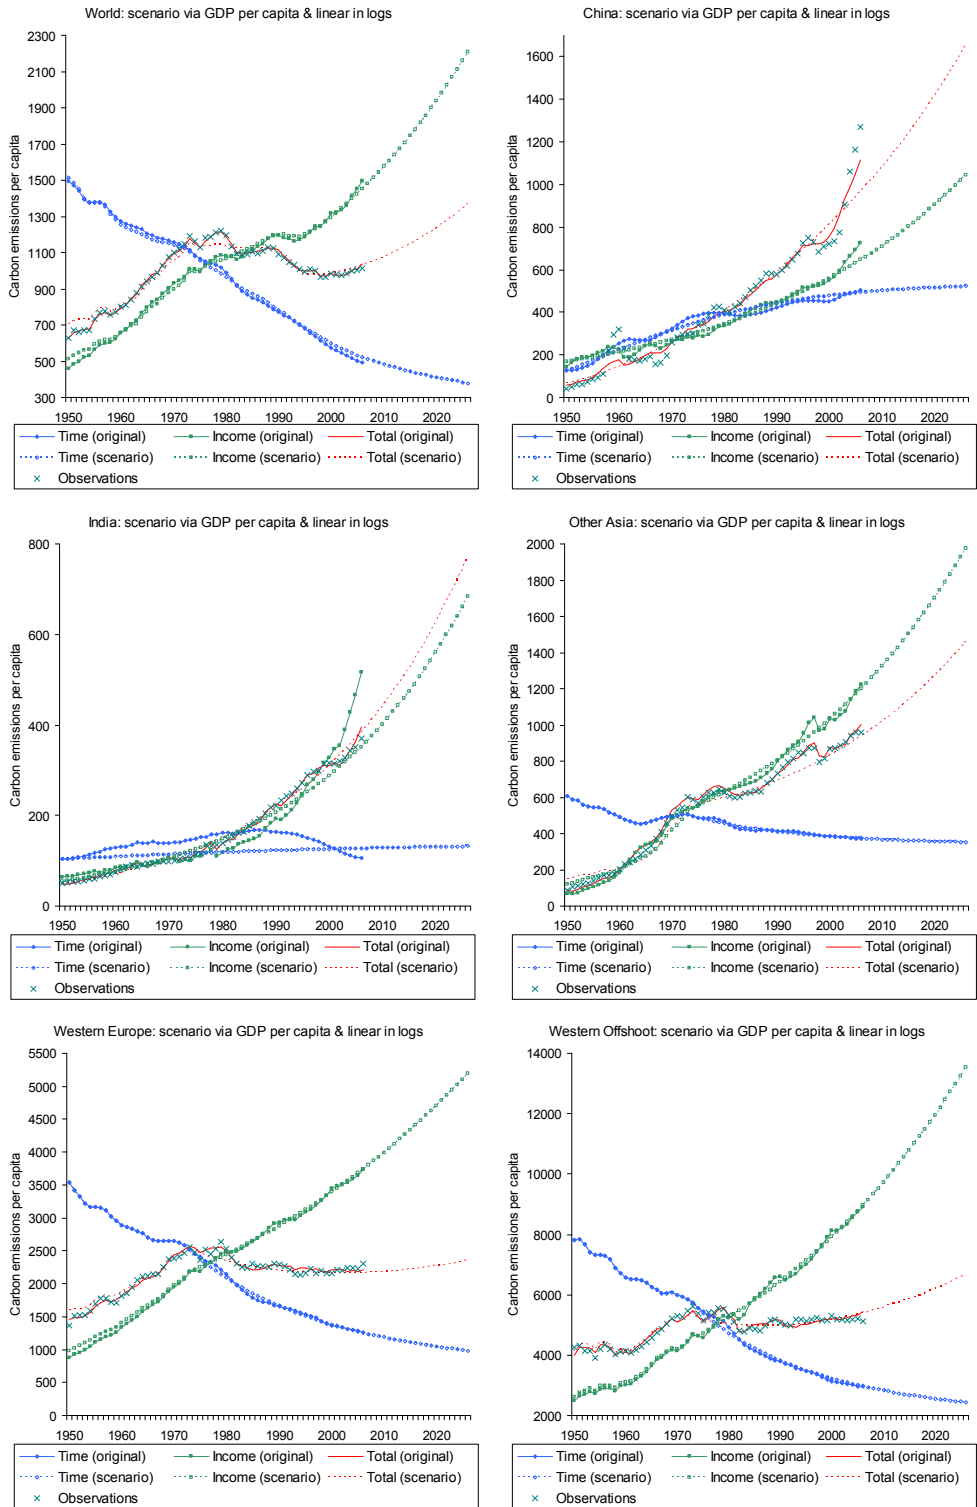 World: scenario via GDP per capita & linear in logs
Carbon emissions per capita
2300
2100
1900
1700
1500
1300
1100
900
700
500
300
1950 1960 1970 1980 1990 2000 2010 2020
Time (original) Income (original) Total (original)
Time (scenario) Income (scenario) Total (scenario)
Observations
China: scenario via GDP per capita & linear in logs
Carbon emissions per capita
1600
1400
1200
1000
800
600
400
200
0
1950 1960 1970 1980 1990 2000 2010 2020
Time (original) Income (original) Total (original)
Time (scenario) Income (scenario) Total (scenario)
Observations
India: scenario via GDP per capita & linear in logs
Carbon emissions per capita
800
600
400
200
0
1950 1960 1970 1980 1990 2000 2010 2020
Time (original) Income (original) Total (original)
Time (scenario) Income (scenario) Total (scenario)
Observations
Other Asia: scenario via GDP per capita & linear in logs
Carbon emissions per capita
2000
1800
1600
1400
1200
1000
800
600
400
200
0
1950 1960 1970 1980 1990 2000 2010 2020
Time (original) Income (original) Total (original)
Time (scenario) Income (scenario) Total (scenario)
Observations
Western Europe: scenario via GDP per capita & linear in logs
Carbon emissions per capita
5500
5000
4500
4000
3500
3000
2500
2000
1500
1000
500
0
1950 1960 1970 1980 1990 2000 2010 2020
Time (original) Income (original) Total (original)
Time (scenario) Income (scenario) Total (scenario)
Observations
Western Offshoot: scenario via GDP per capita & linear in logs
Carbon emissions per capita
14000
12000
10000
8000
6000
4000
2000
1950 1960 1970 1980 1990 2000 2010 2020
Time (original) Income (original) Total (original)
Time (scenario) Income (scenario) Total (scenario)
Observations